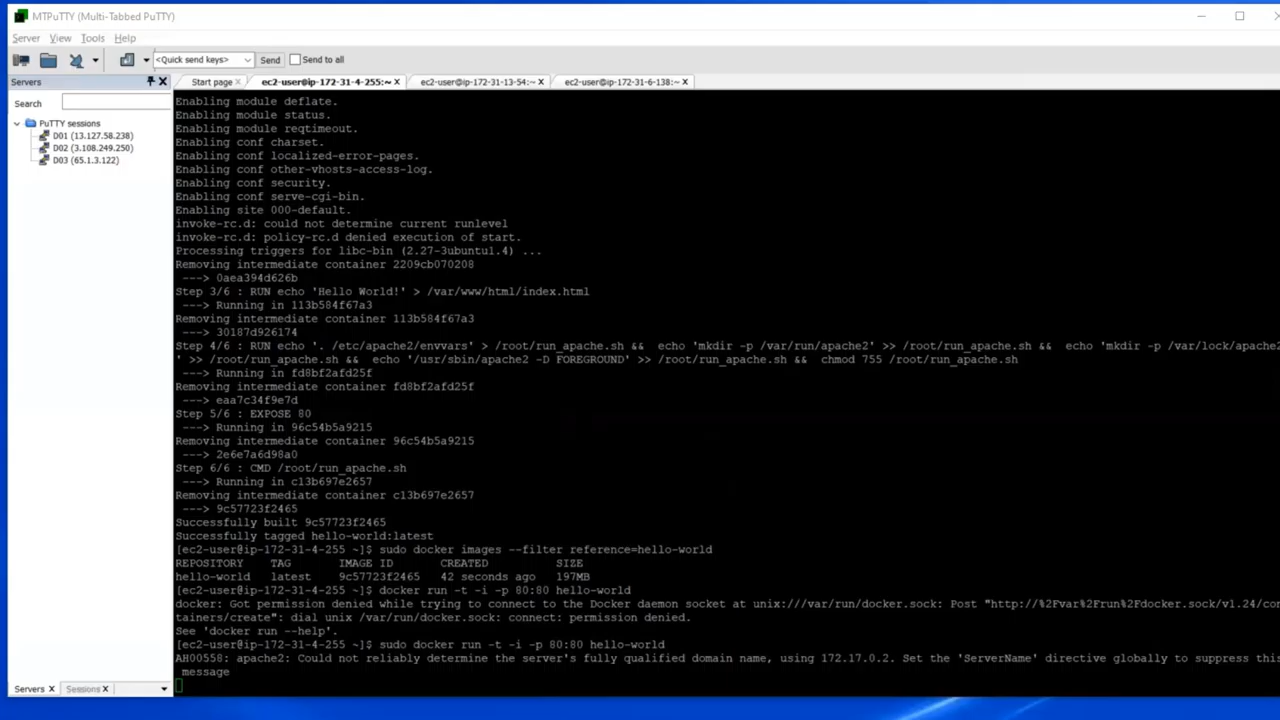 MTPuTTY (Multi-Tabbed PuTTY)
Server View Tools Help
<Quick send keys> Send Send to all
Servers
Start page ec2-user@ip-172-31-4-255:~ ec2-user@ip-172-31-13-54:~ ec2-user@ip-172-31-6-138:~
Search
PuTTY sessions
D01 (13.127.58.238)
D02 (3.108.249.250)
D03 (65.1.3.122)
Enabling module deflate.
Enabling module status.
Enabling module reqtimeout.
Enabling conf charset.
Enabling conf localized-error-pages.
Enabling conf other-vhosts-access-log.
Enabling conf security.
Enabling conf serve-cgi-bin.
Enabling site 000-default.
invoke-rc.d: could not determine current runlevel
invoke-rc.d: policy-rc.d denied execution of start.
Processing triggers for libc-bin (2.27-3ubuntu1.4) ...
Removing intermediate container 2209cb070208
 ---> 0aea394d626b
Step 3/6 : RUN echo 'Hello World!' > /var/www/html/index.html
 ---> Running in 113b584f67a3
Removing intermediate container 113b584f67a3
 ---> 30187d926174
Step 4/6 : RUN echo '. /etc/apache2/envvars' > /root/run_apache.sh &&  echo 'mkdir -p /var/run/apache2' >> /root/run_apache.sh &&  echo 'mkdir -p /var/lock/apache2
' >> /root/run_apache.sh &&  echo '/usr/sbin/apache2 -D FOREGROUND' >> /root/run_apache.sh &&  chmod 755 /root/run_apache.sh
 ---> Running in fd8bf2afd25f
Removing intermediate container fd8bf2afd25f
 ---> eaa7c34f9e7d
Step 5/6 : EXPOSE 80
 ---> Running in 96c54b5a9215
Removing intermediate container 96c54b5a9215
 ---> 2e6e7a6d98a0
Step 6/6 : CMD /root/run_apache.sh
 ---> Running in c13b697e2657
Removing intermediate container c13b697e2657
 ---> 9c57723f2465
Successfully built 9c57723f2465
Successfully tagged hello-world:latest
[ec2-user@ip-172-31-4-255 ~]$ sudo docker images --filter reference=hello-world
REPOSITORY    TAG       IMAGE ID       CREATED          SIZE
hello-world   latest    9c57723f2465   42 seconds ago   197MB
[ec2-user@ip-172-31-4-255 ~]$ docker run -t -i -p 80:80 hello-world
docker: Got permission denied while trying to connect to the Docker daemon socket at unix:///var/run/docker.sock: Post "http://%2Fvar%2Frun%2Fdocker.sock/v1.24/con
tainers/create": dial unix /var/run/docker.sock: connect: permission denied.
See 'docker run --help'.
[ec2-user@ip-172-31-4-255 ~]$ sudo docker run -t -i -p 80:80 hello-world
AH00558: apache2: Could not reliably determine the server's fully qualified domain name, using 172.17.0.2. Set the 'ServerName' directive globally to suppress this
 message
Servers Sessions